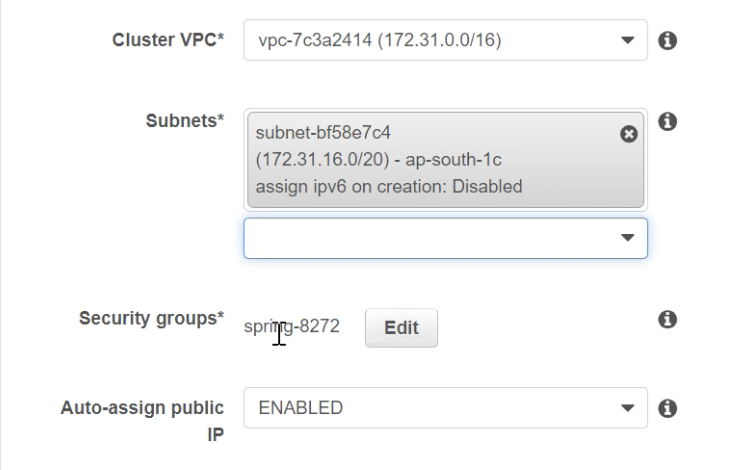 Cluster VPC* vpc-7c3a2414 (172.31.0.0/16)
Subnets*
subnet-bf58e7c4
(172.31.16.0/20) - ap-south-1c
assign ipv6 on creation: Disabled
Security groups* spring-8272 Edit
Auto-assign public IP ENABLED